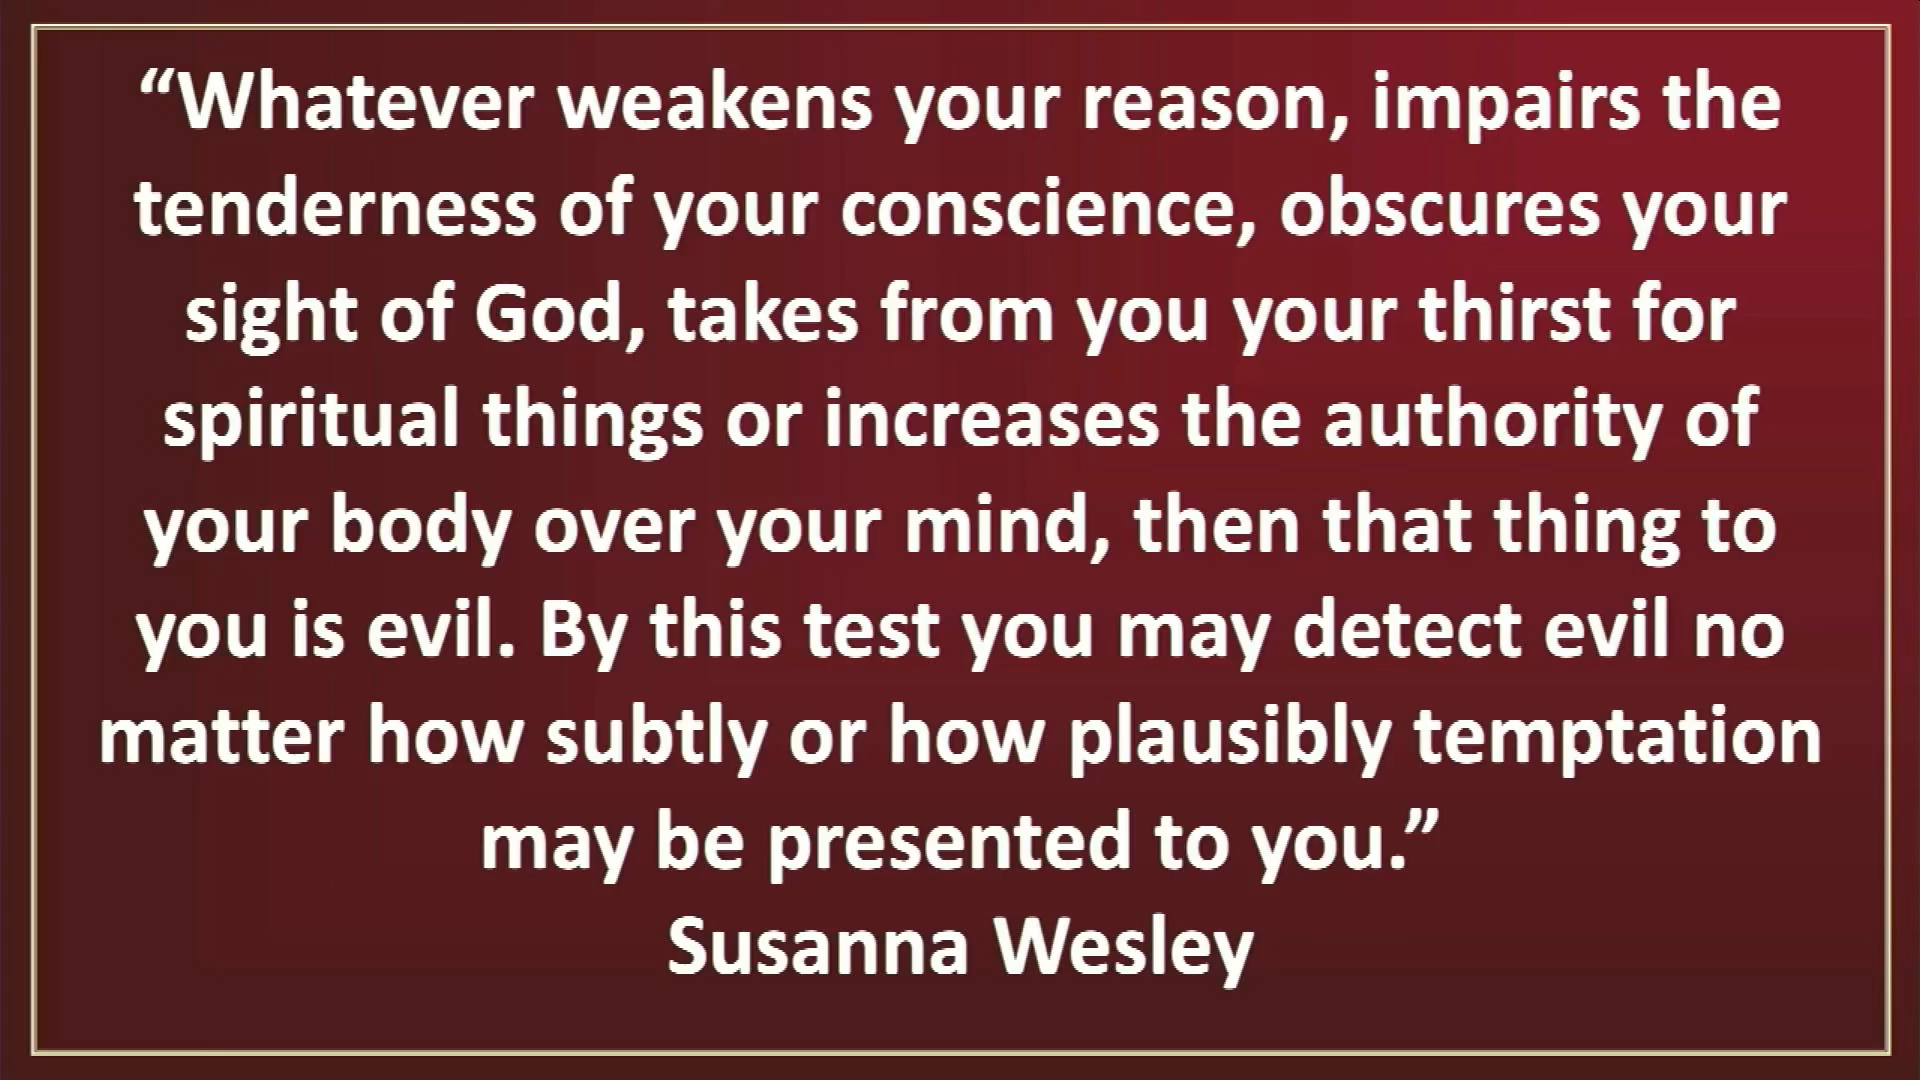 “Whatever weakens your reason, impairs the
tenderness of your conscience, obscures your
sight of God, takes from you your thirst for
spiritual things or increases the authority of
your body over your mind, then that thing to
you is evil. By this test you may detect evil no
matter how subtly or how plausibly temptation
may be presented to you.”
Susanna Wesley